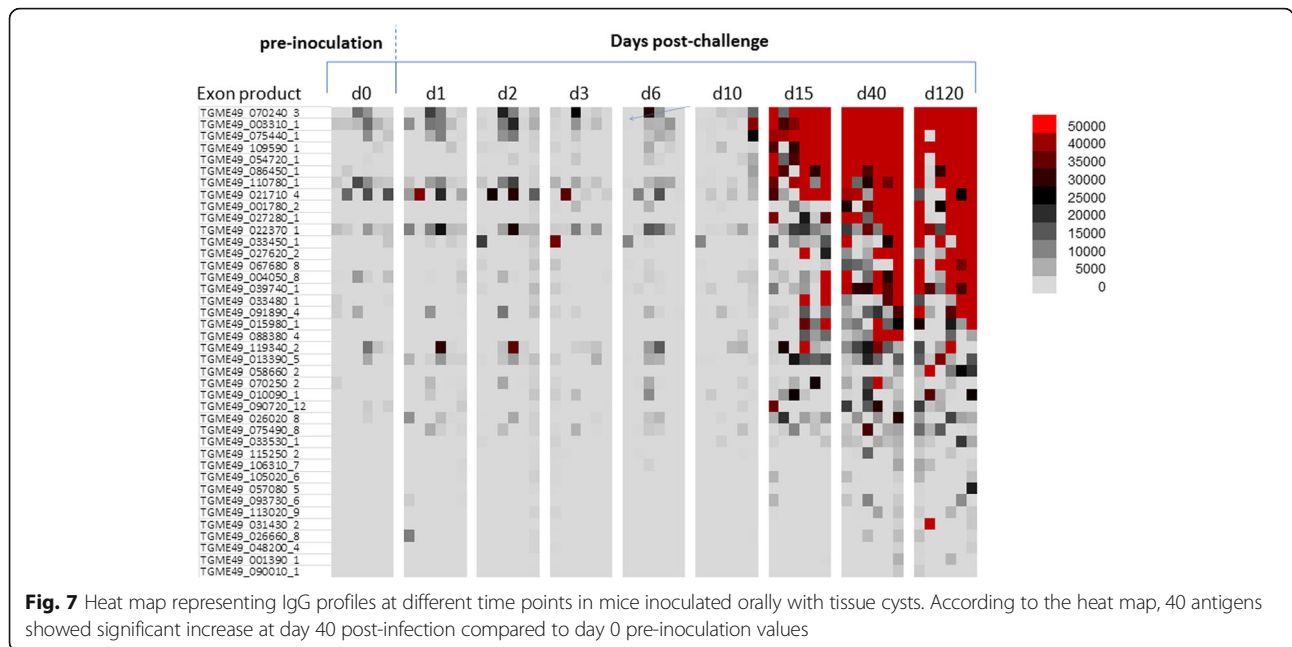 pre-inoculation
Days post-challenge
Exon product d0 d1 d2 d3 d6 d10 d15 d40 d120
TGME49_070240_3
TGME49_003310_1
TGME49_075440_1
TGME49_109590_1
TGME49_054720_1
TGME49_086450_1
TGME49_110780_1
TGME49_021710_4
TGME49_001780_2
TGME49_027280_1
TGME49_022370_1
TGME49_033450_1
TGME49_027620_2
TGME49_067680_8
TGME49_004050_8
TGME49_039740_1
TGME49_033480_1
TGME49_091890_4
TGME49_015980_1
TGME49_088380_4
TGME49_119340_2
TGME49_013390_5
TGME49_058660_2
TGME49_070250_2
TGME49_010090_1
TGME49_090720_12
TGME49_026020_8
TGME49_075490_8
TGME49_033530_1
TGME49_115250_2
TGME49_106310_7
TGME49_105020_6
TGME49_057080_5
TGME49_093730_6
TGME49_113020_9
TGME49_031430_2
TGME49_026660_8
TGME49_048200_4
TGME49_001390_1
TGME49_090010_1
50000
40000
35000
30000
25000
20000
15000
10000
5000
0
Fig. 7 Heat map representing IgG profiles at different time points in mice inoculated orally with tissue cysts. According to the heat map, 40 antigens
showed significant increase at day 40 post-infection compared to day 0 pre-inoculation values